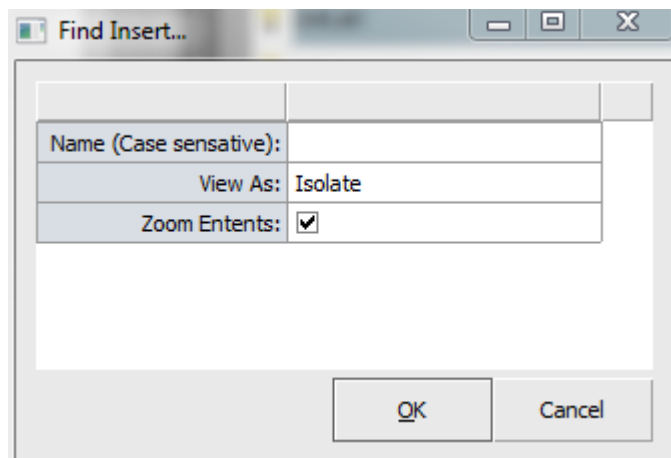 Find Insert...
Name (Case sensative):
View As: Isolate
Zoom Entents:
OK
Cancel